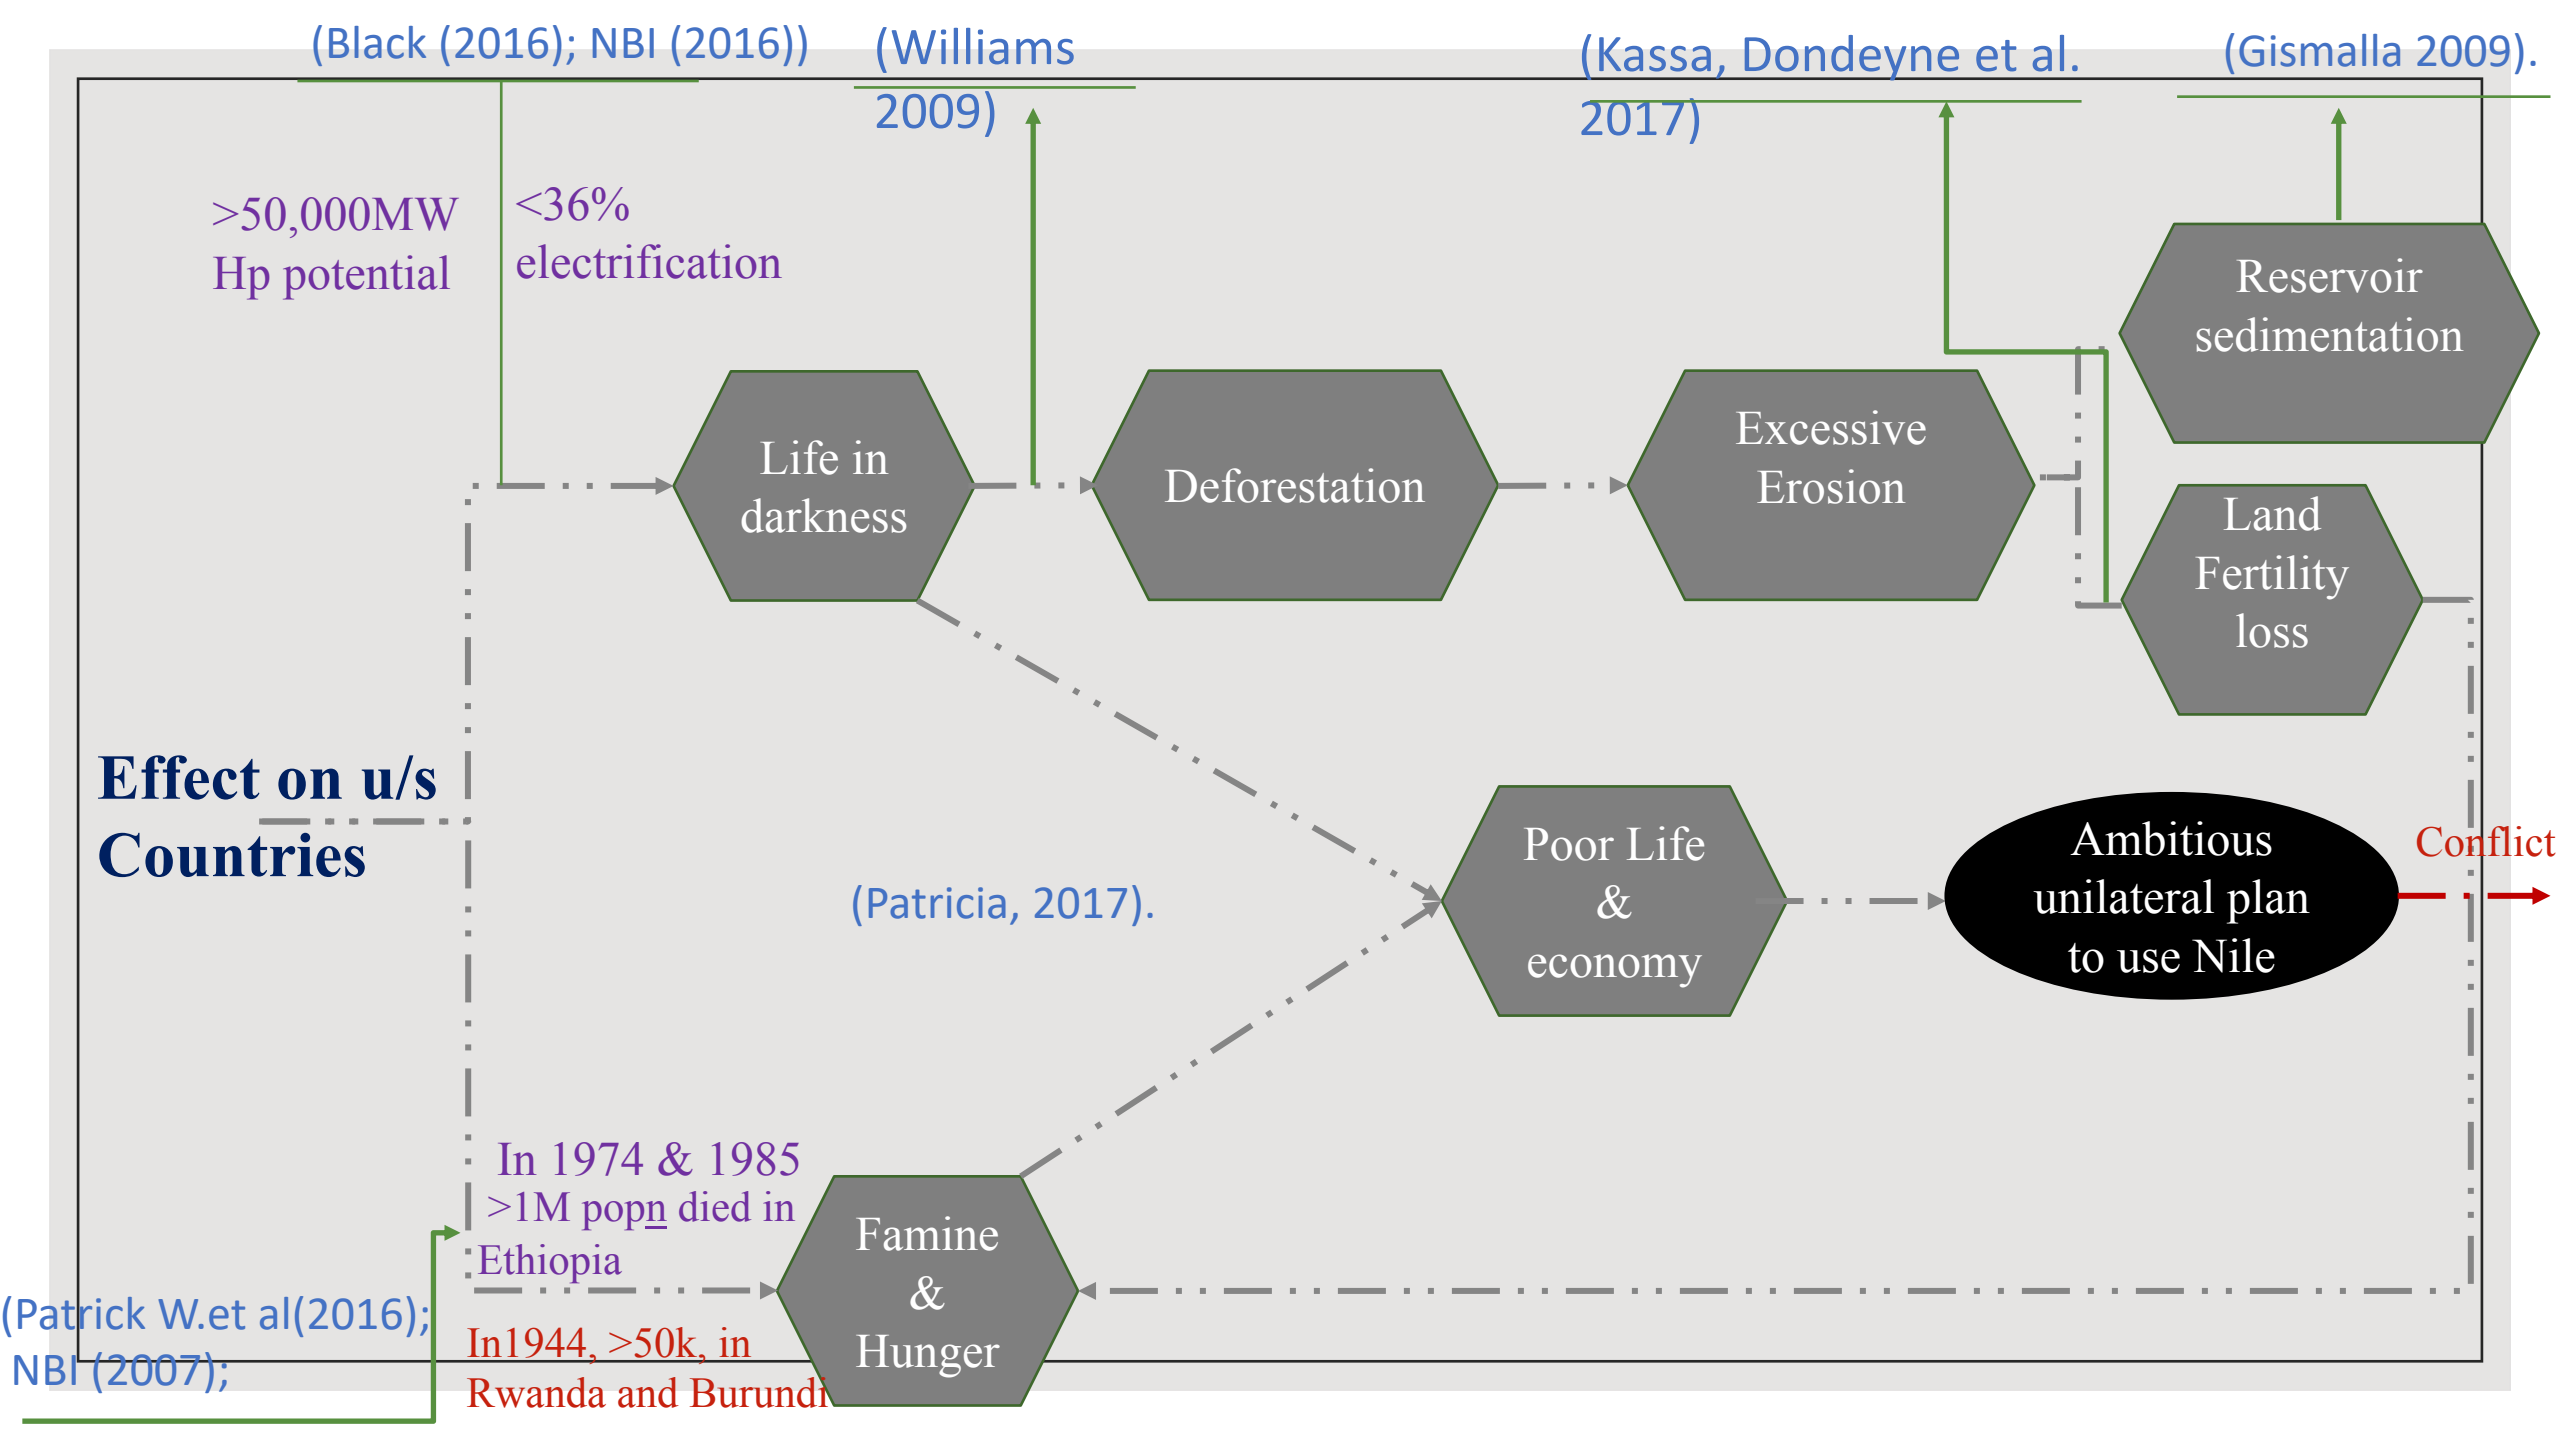 (Black (2016); NBI (2016))
(Williams
2009)
(Kassa, Dondeyne et al.
2017)
(Gismalla 2009).
>50,000MW
Hp potential
<36%
electrification
Reservoir
sedimentation
Life in
darkness
Deforestation
Excessive
Erosion
Land
Fertility
loss
Effect on u/s
Countries
(Patricia, 2017).
Poor Life
&
economy
Ambitious
unilateral plan
to use Nile
Conflict
In 1974 & 1985
>1M popn died in
Ethiopia
Famine
&
Hunger
(Patrick W.et al(2016);
NBI (2007);
In1944, >50k, in
Rwanda and Burundi